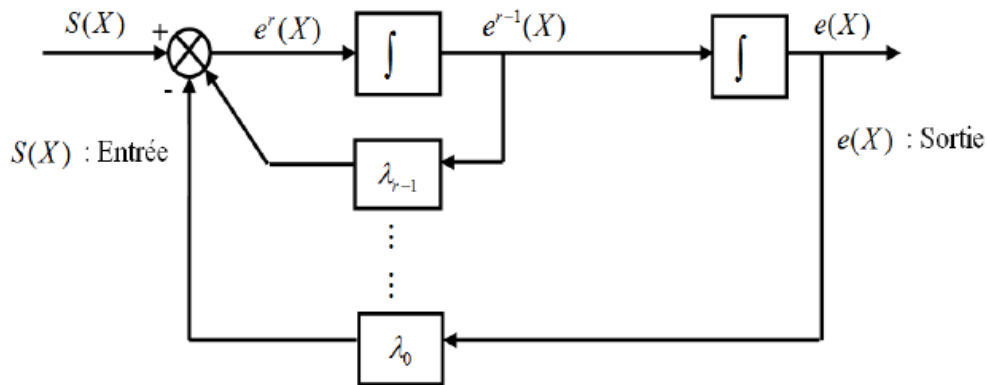 S(X)
+
e^r(X)
∫
e^{r-1}(X)
∫
e(X)
-
S(X) : Entrée
λ_{r-1}
e(X) : Sortie
⋮
⋮
λ_0